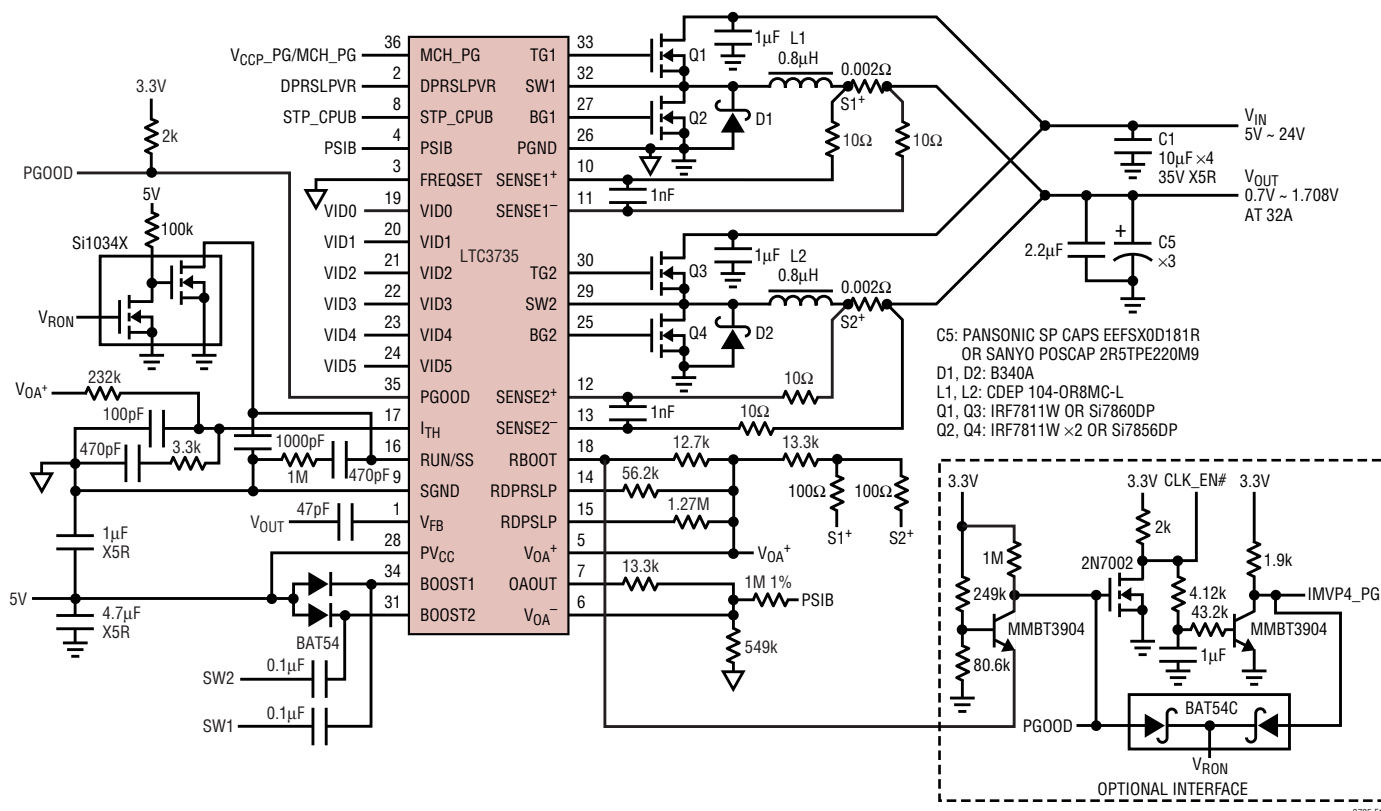 36
V_CCP_PG/MCH_PG
MCH_PG
2
DPRSLPVR
DPRSLPVR
8
STP_CPUB
STP_CPUB
4
PSIB
PSIB
3
FREQSET
19
VID0
VID0
20
VID1
VID1
21
VID2
VID2
22
VID3
VID3
23
VID4
VID4
24
VID5
VID5
35
PGOOD
17
I_TH
16
RUN/SS
9
SGND
1
V_FB
28
PV_CC
34
BOOST1
31
BOOST2
LTC3735
TG1
33
SW1
32
BG1
27
PGND
26
SENSE1+
10
SENSE1−
11
TG2
30
SW2
29
BG2
25
SENSE2+
12
SENSE2−
13
RBOOT
18
RDPRSLP
14
RDPSLP
15
V_OA+
5
OAOUT
7
V_OA−
6
3.3V
2k
PGOOD
5V
100k
Si1034X
V_RON
232k
V_OA+
100pF
470pF
3.3k
1000pF
1M
470pF
47pF
V_OUT
1µF
X5R
5V
4.7µF
X5R
BAT54
0.1µF
SW2
0.1µF
SW1
Q1
1µF
L1
0.8µH
0.002Ω
S1+
Q2
D1
10Ω
10Ω
1nF
Q3
1µF
L2
0.8µH
0.002Ω
S2+
Q4
D2
10Ω
1nF
10Ω
12.7k
13.3k
56.2k
100Ω
100Ω
1.27M
S1+
S2+
V_OA+
13.3k
1M 1%
PSIB
549k
V_IN
5V ~ 24V
C1
10µF ×4
35V X5R
V_OUT
0.7V ~ 1.708V
AT 32A
2.2µF
+
C5
×3
C5: PANSONIC SP CAPS EEFSX0D181R
OR SANYO POSCAP 2R5TPE220M9
D1, D2: B340A
L1, L2: CDEP 104-OR8MC-L
Q1, Q3: IRF7811W OR Si7860DP
Q2, Q4: IRF7811W ×2 OR Si7856DP
3.3V
3.3V
CLK_EN#
3.3V
1M
2k
1.9k
2N7002
249k
4.12k
IMVP4_PG
43.2k
MMBT3904
MMBT3904
80.6k
1µF
BAT54C
PGOOD
V_RON
OPTIONAL INTERFACE